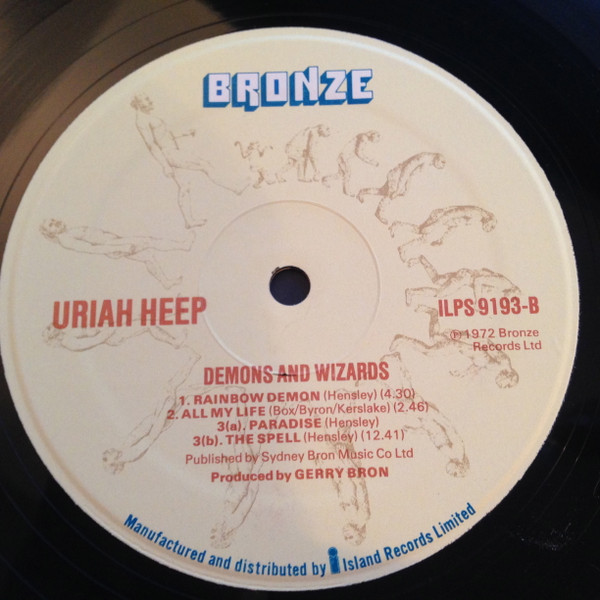 BRONZE
URIAH HEEP
ILPS 9193-B
℗ 1972 Bronze
Records Ltd
DEMONS AND WIZARDS
1. RAINBOW DEMON (Hensley) (4.30)
2. ALL MY LIFE (Box/Byron/Kerslake) (2.46)
3(a). PARADISE (Hensley)
3(b). THE SPELL (Hensley) (12.41)
Published by Sydney Bron Music Co Ltd
Produced by GERRY BRON
Manufactured and distributed by i Island Records Limited